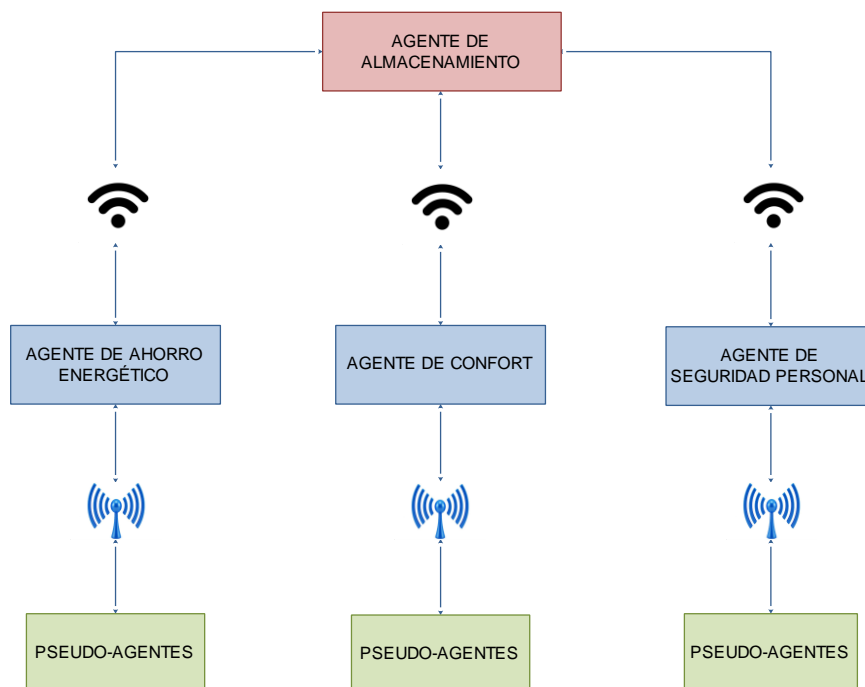 AGENTE DE
ALMACENAMIENTO
AGENTE DE AHORRO
ENERGÉTICO
AGENTE DE CONFORT
AGENTE DE
SEGURIDAD PERSONAL
PSEUDO-AGENTES
PSEUDO-AGENTES
PSEUDO-AGENTES